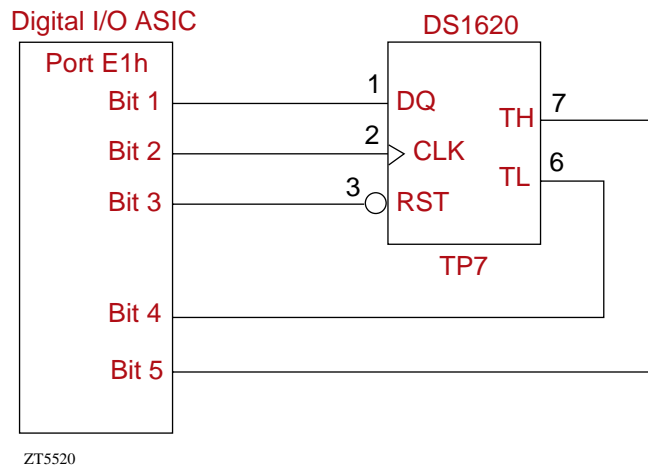 Digital I/O ASIC
DS1620
Port E1h
Bit 1
1
DQ
TH
7
Bit 2
2
CLK
TL
6
Bit 3
3
RST
TP7
Bit 4
Bit 5
ZT5520